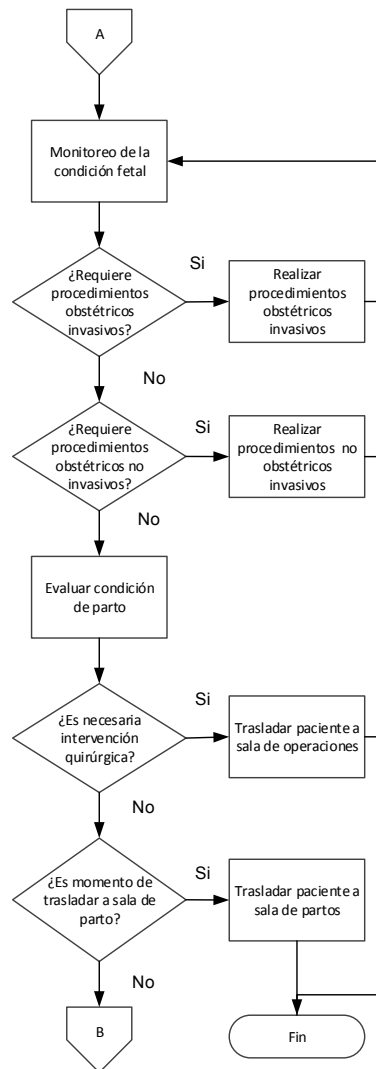 A
Monitoreo de la
condición fetal
¿Requiere
procedimientos
obstétricos
invasivos?
Si
Realizar
procedimientos
obstétricos
invasivos
No
¿Requiere
procedimientos
obstétricos no
invasivos?
Si
Realizar
procedimientos no
obstétricos
invasivos
No
Evaluar condición
de parto
¿Es necesaria
intervención
quirúrgica?
Si
Trasladar paciente a
sala de operaciones
No
¿Es momento de
trasladar a sala de
parto?
Si
Trasladar paciente a
sala de partos
No
B
Fin